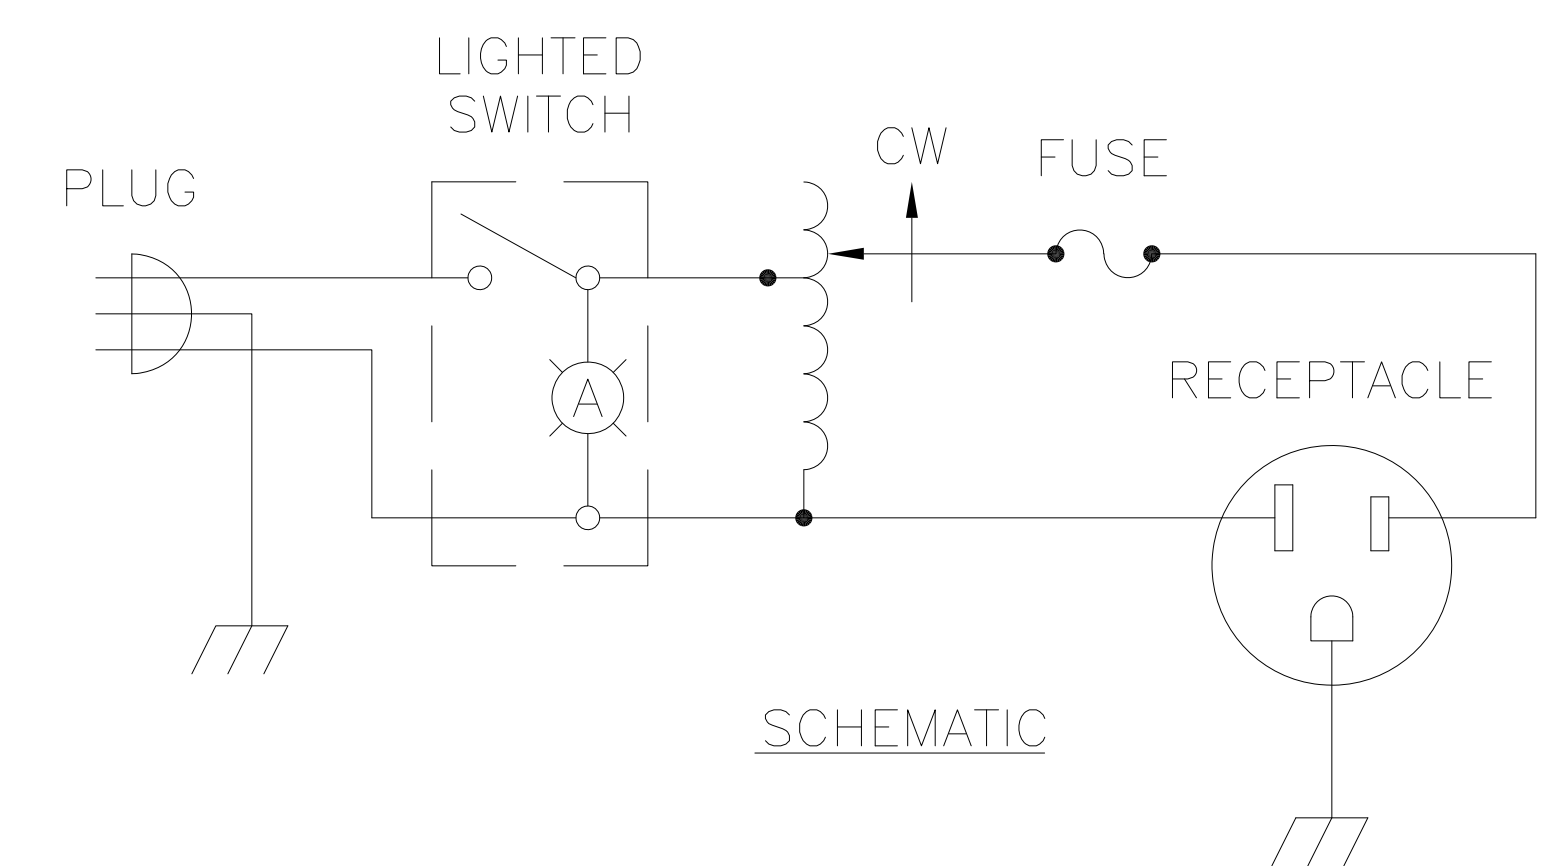 LIGHTED
SWITCH
CW
FUSE
PLUG
RECEPTACLE
A
SCHEMATIC